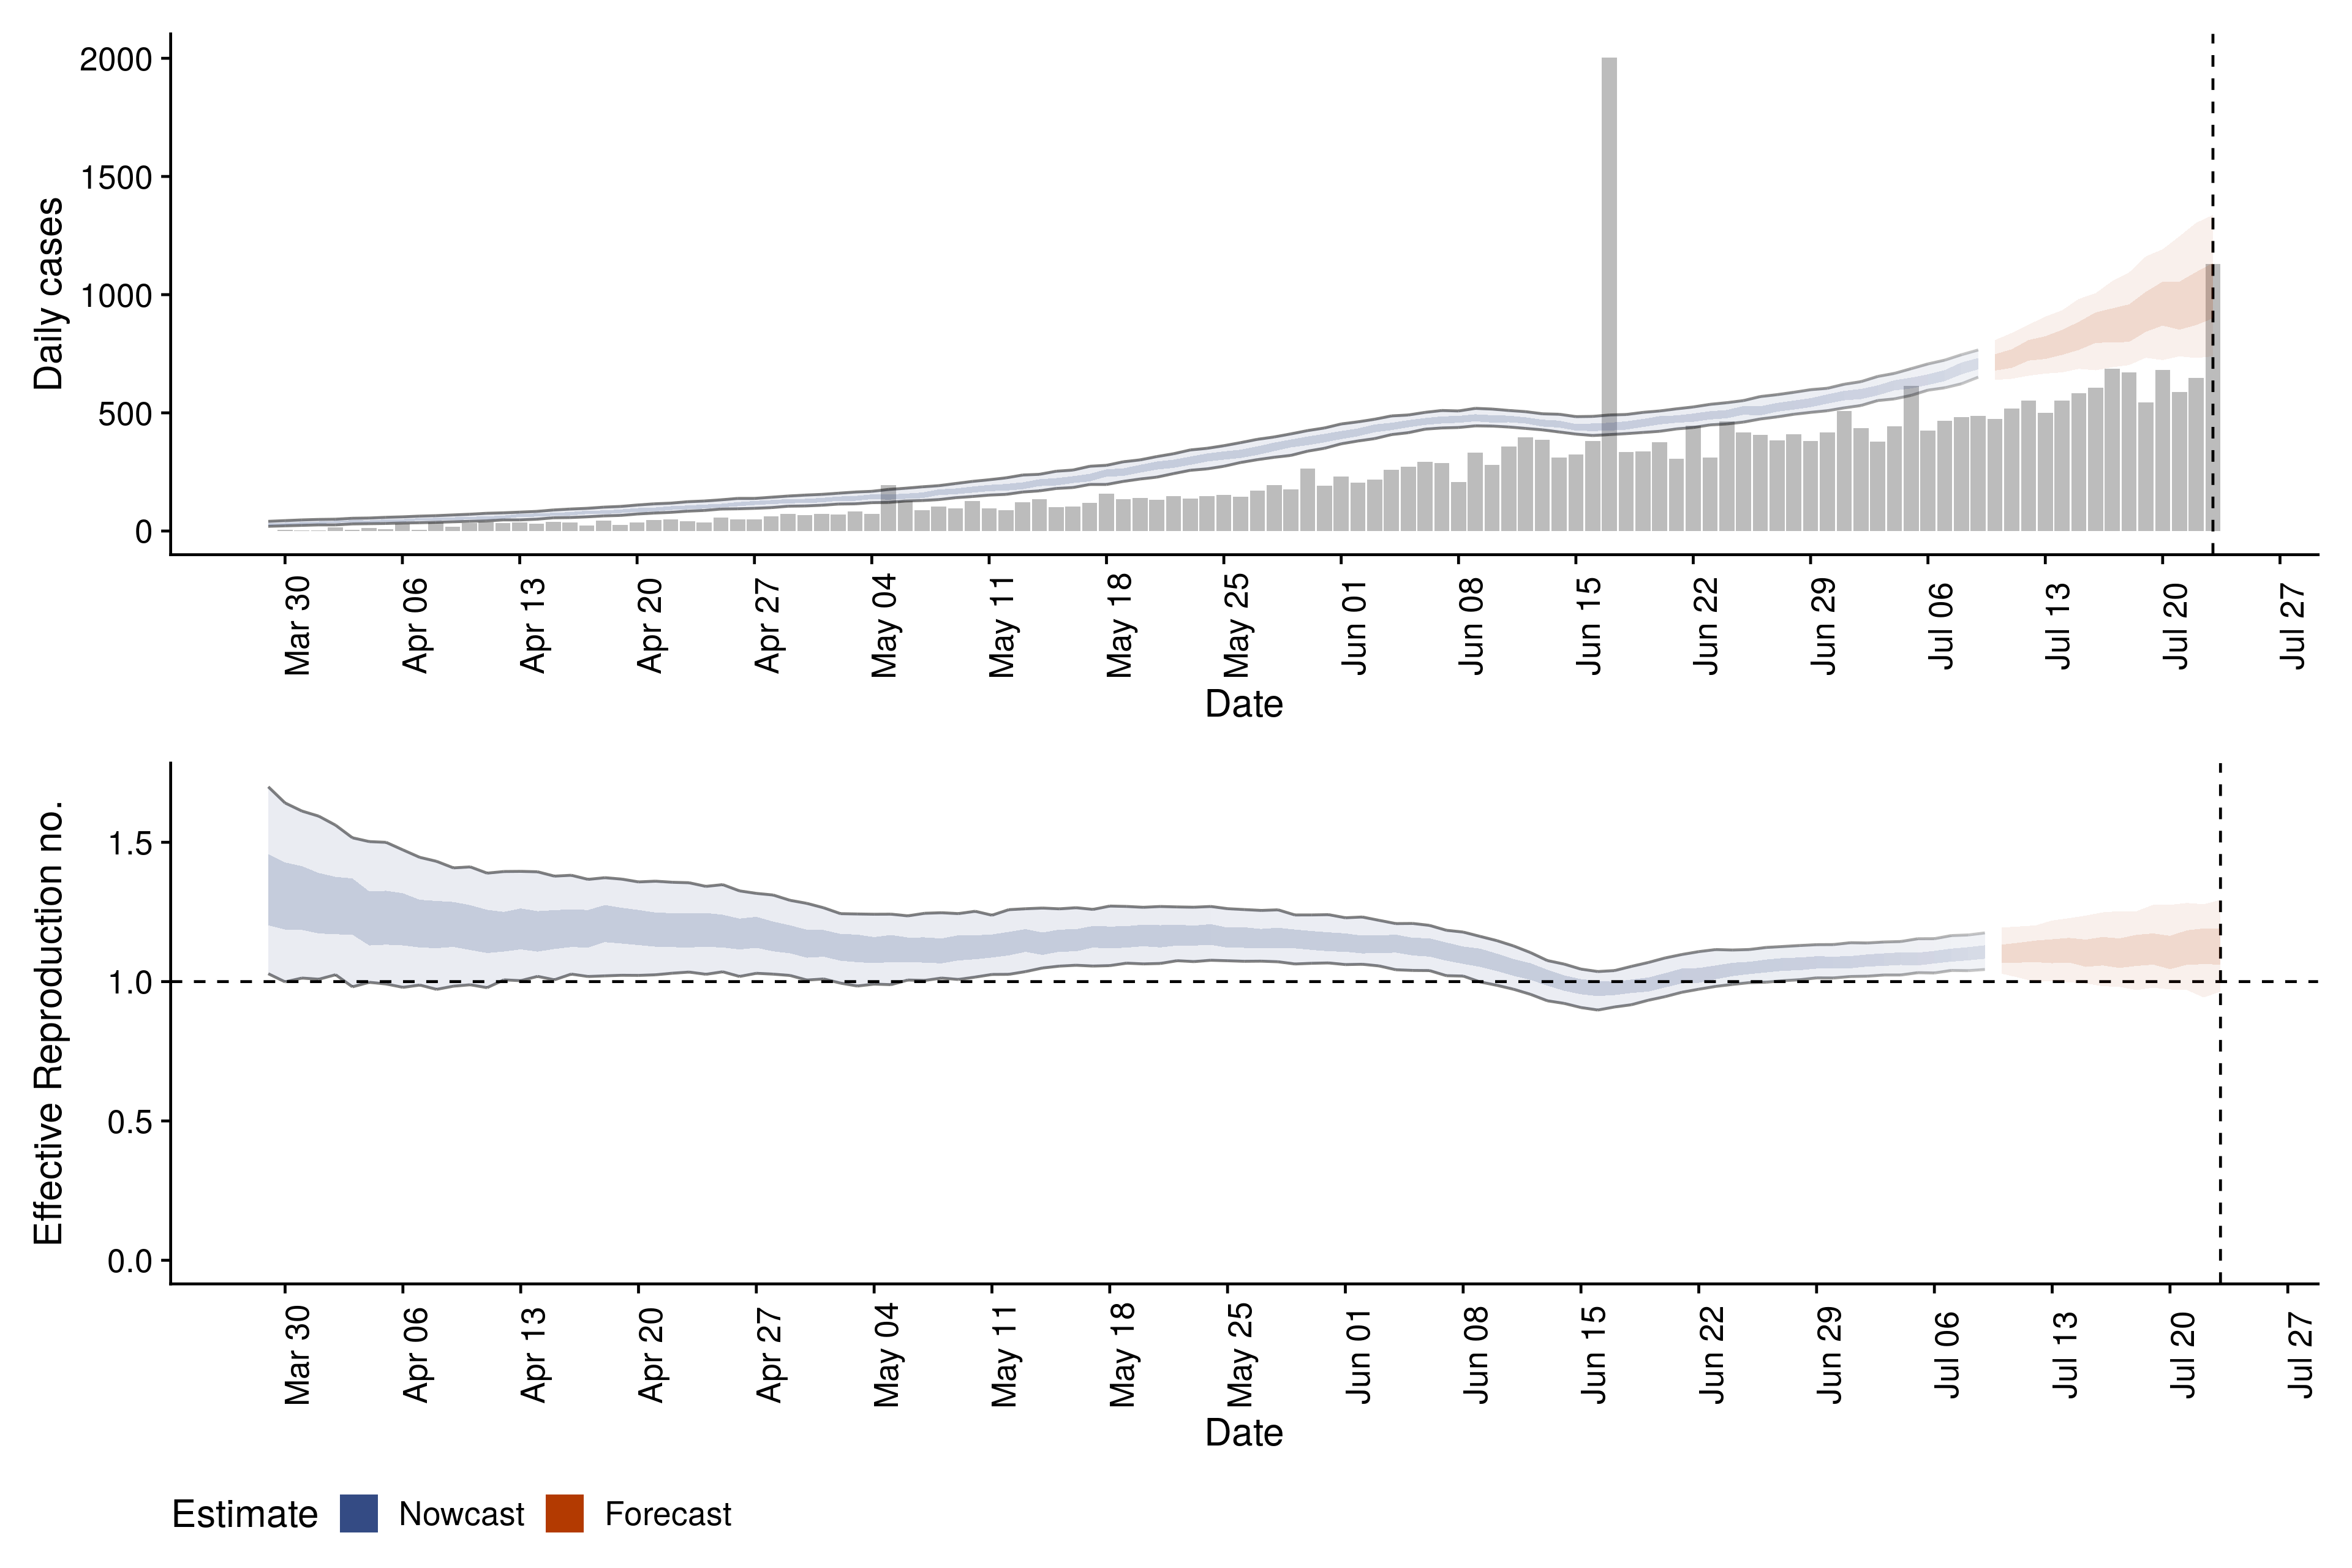 Daily cases
2000
1500
1000
500
0
Mar 30 Apr 06 Apr 13 Apr 20 Apr 27 May 04 May 11 May 18 May 25 Jun 01 Jun 08 Jun 15 Jun 22 Jun 29 Jul 06 Jul 13 Jul 20 Jul 27
Date
Effective Reproduction no.
1.5
1.0
0.5
0.0
Mar 30 Apr 06 Apr 13 Apr 20 Apr 27 May 04 May 11 May 18 May 25 Jun 01 Jun 08 Jun 15 Jun 22 Jun 29 Jul 06 Jul 13 Jul 20 Jul 27
Date
Estimate Nowcast Forecast